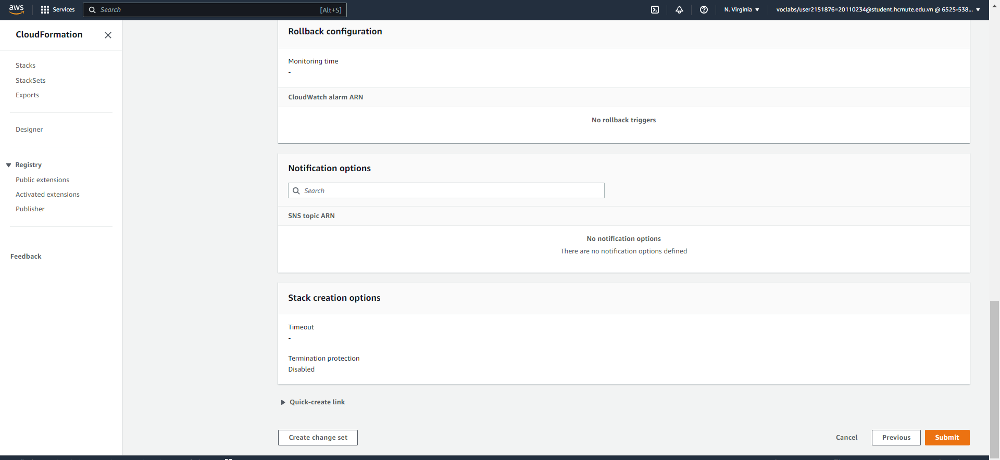 aws
Services
Search
[Alt+S]
N. Virginia
voclabs/user2151876=20110234@student.hcmute.edu.vn @ 6525-538...
CloudFormation
Stacks
StackSets
Exports
Designer
Registry
Public extensions
Activated extensions
Publisher
Feedback
Rollback configuration
Monitoring time
-
CloudWatch alarm ARN
No rollback triggers
Notification options
Search
SNS topic ARN
No notification options
There are no notification options defined
Stack creation options
Timeout
-
Termination protection
Disabled
Quick-create link
Create change set
Cancel
Previous
Submit